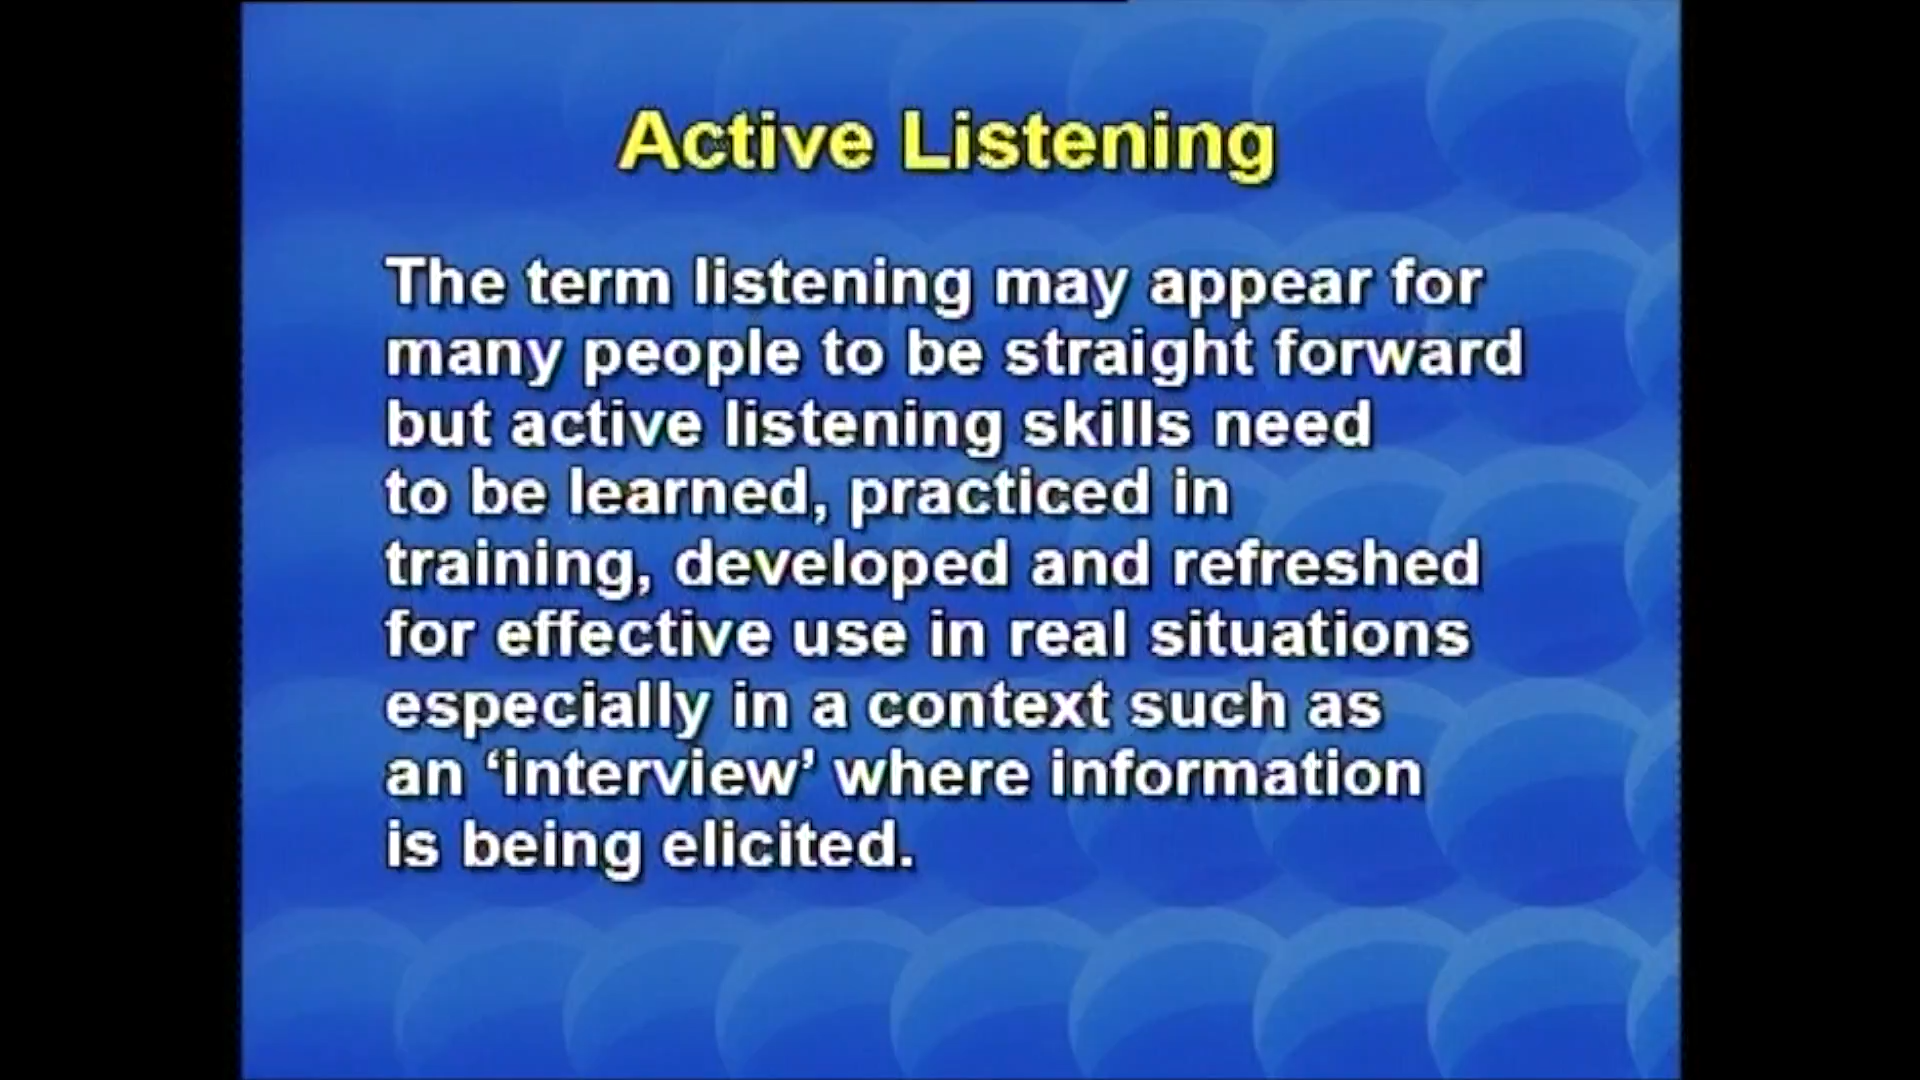 Active Listening
The term listening may appear for
many people to be straight forward
but active listening skills need
to be learned, practiced in
training, developed and refreshed
for effective use in real situations
especially in a context such as
an ‘interview’ where information
is being elicited.